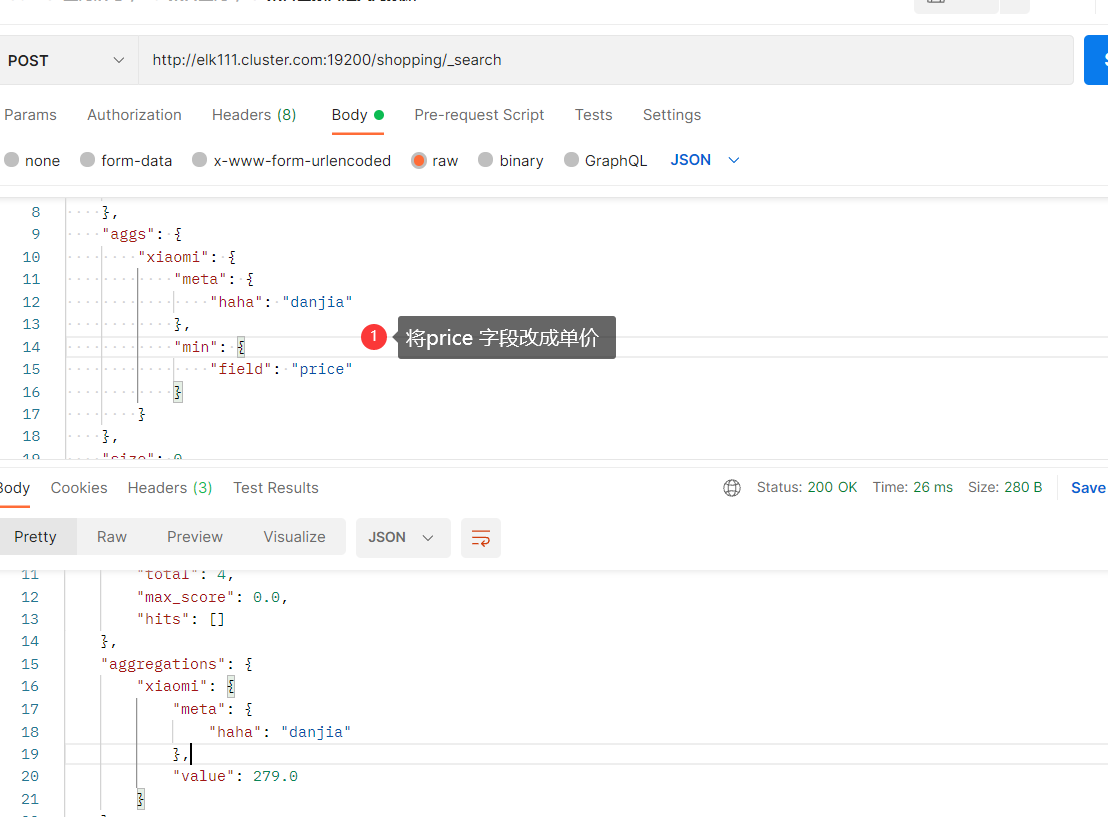 POST
http://elk111.cluster.com:19200/shopping/_search
Params Authorization Headers (8) Body Pre-request Script Tests Settings
none form-data x-www-form-urlencoded raw binary GraphQL JSON
8 },
9 "aggs": {
10 "xiaomi": {
11 "meta": {
12 "haha": "danjia"
13 },
1 将price 字段改成单价
14 "min": {
15 "field": "price"
16 }
17 }
18 },
19 "size": 0
Body Cookies Headers (3) Test Results Status: 200 OK Time: 26 ms Size: 280 B Save
Pretty Raw Preview Visualize JSON
11 "total": 4,
12 "max_score": 0.0,
13 "hits": []
14 },
15 "aggregations": {
16 "xiaomi": {
17 "meta": {
18 "haha": "danjia"
19 },
20 "value": 279.0
21 }